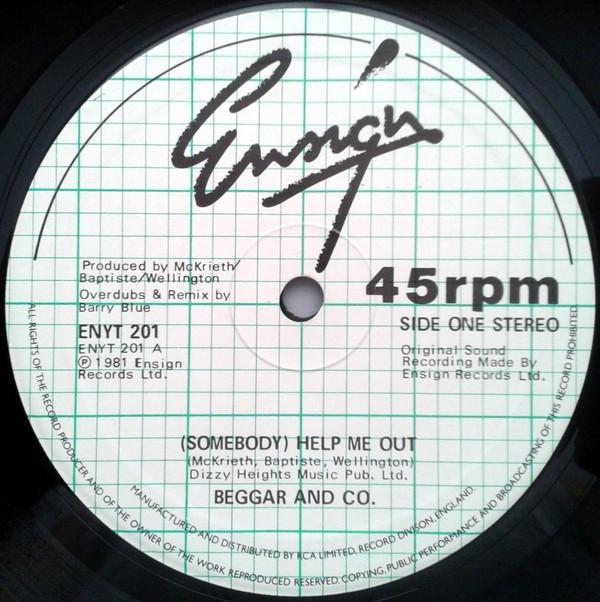 Ensign
Produced by McKrieth/
Baptiste/Wellington
Overdubs & Remix by
Barry Blue
ENYT 201
ENYT 201 A
℗ 1981 Ensign
Records Ltd.
45rpm
SIDE ONE STEREO
Original Sound
Recording Made By
Ensign Records Ltd.
(SOMEBODY) HELP ME OUT
(McKrieth, Baptiste, Wellington)
Dizzy Heights Music Pub. Ltd.
BEGGAR AND CO.
MANUFACTURED AND DISTRIBUTED BY RCA LIMITED, RECORD DIVISON, ENGLAND
ALL RIGHTS OF THE RECORD PRODUCER AND OF THE OWNER OF THE WORK REPRODUCED RESERVED. COPYING, PUBLIC PERFORMANCE AND BROADCASTING OF THIS RECORD PROHIBITED